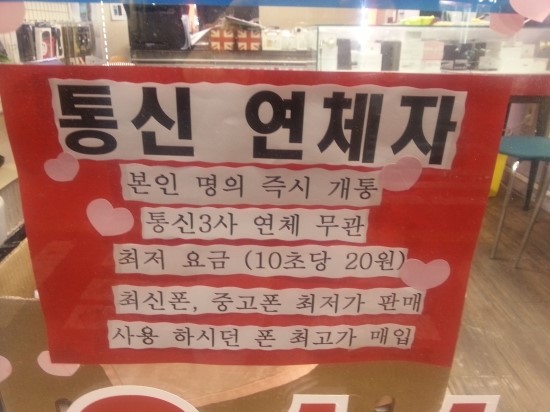 통신 연체자
본인 명의 즉시 개통
통신3사 연체 무관
최저 요금 (10초당 20원)
최신폰, 중고폰 최저가 판매
사용 하시던 폰 최고가 매입